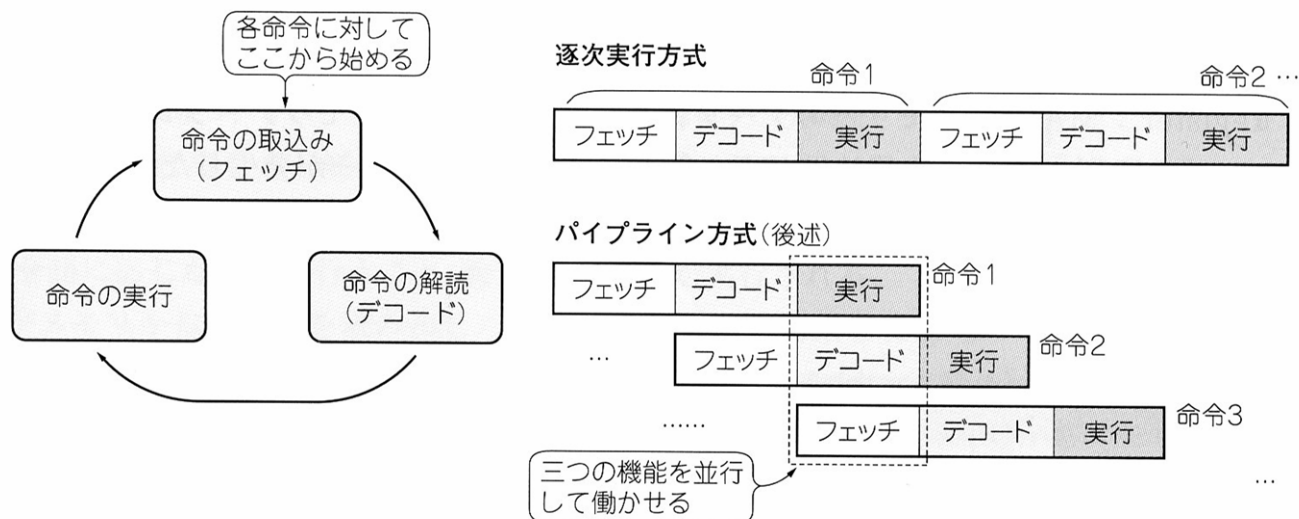 各命令に対して
ここから始める
命令の取込み
(フェッチ)
命令の実行
命令の解読
(デコード)
逐次実行方式
命令1
命令2 …
フェッチ
デコード
実行
フェッチ
デコード
実行
パイプライン方式(後述)
フェッチ
デコード
実行
命令1
…
フェッチ
デコード
実行
命令2
……
フェッチ
デコード
実行
命令3
三つの機能を並行
して働かせる
…